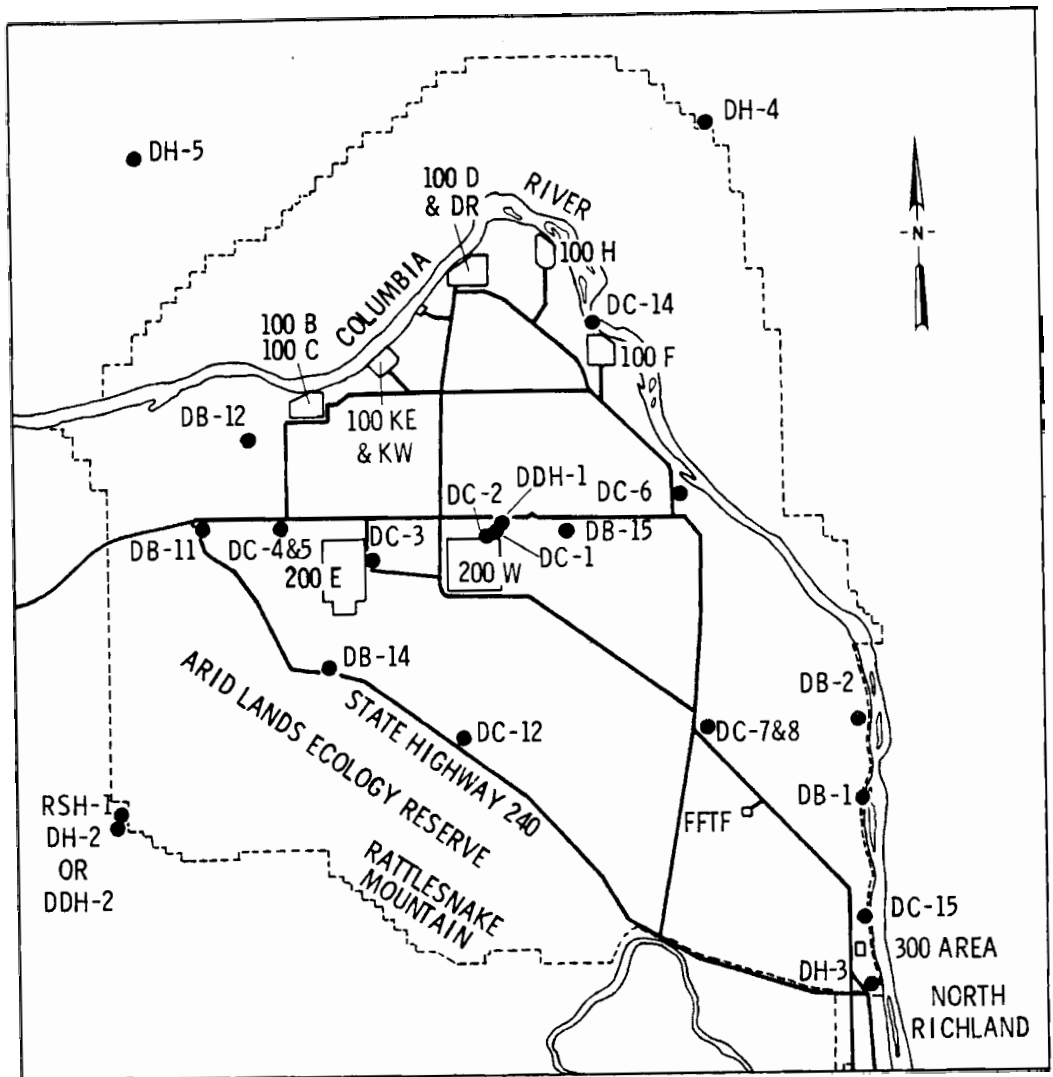 DH-4
DH-5
100 D
& DR
RIVER
-N-
100 H
COLUMBIA
DC-14
100 B
100 C
100 F
DB-12
100 KE
& KW
DDH-1
DC-2
DC-6
DB-11
DC-4&5
DC-3
DC-1
DB-15
200 E
200 W
DB-14
DB-2
ARID LANDS ECOLOGY RESERVE
STATE HIGHWAY 240
DC-12
DC-7&8
DB-1
RSH-1
DH-2
OR
DDH-2
FFTF
RATTLESNAKE
MOUNTAIN
DC-15
300 AREA
DH-3
NORTH
RICHLAND